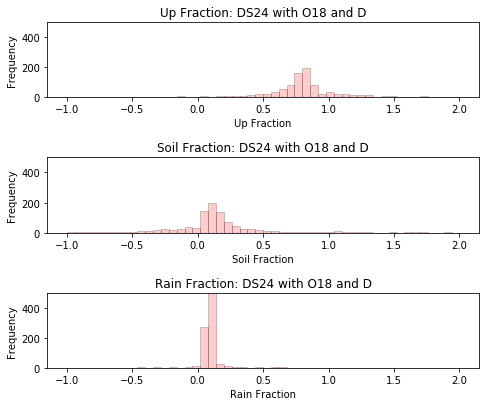 Up Fraction: DS24 with O18 and D
400
200
0
Frequency
−1.0 −0.5 0.0 0.5 1.0 1.5 2.0
Up Fraction
Soil Fraction: DS24 with O18 and D
400
200
0
Frequency
−1.0 −0.5 0.0 0.5 1.0 1.5 2.0
Soil Fraction
Rain Fraction: DS24 with O18 and D
400
200
0
Frequency
−1.0 −0.5 0.0 0.5 1.0 1.5 2.0
Rain Fraction